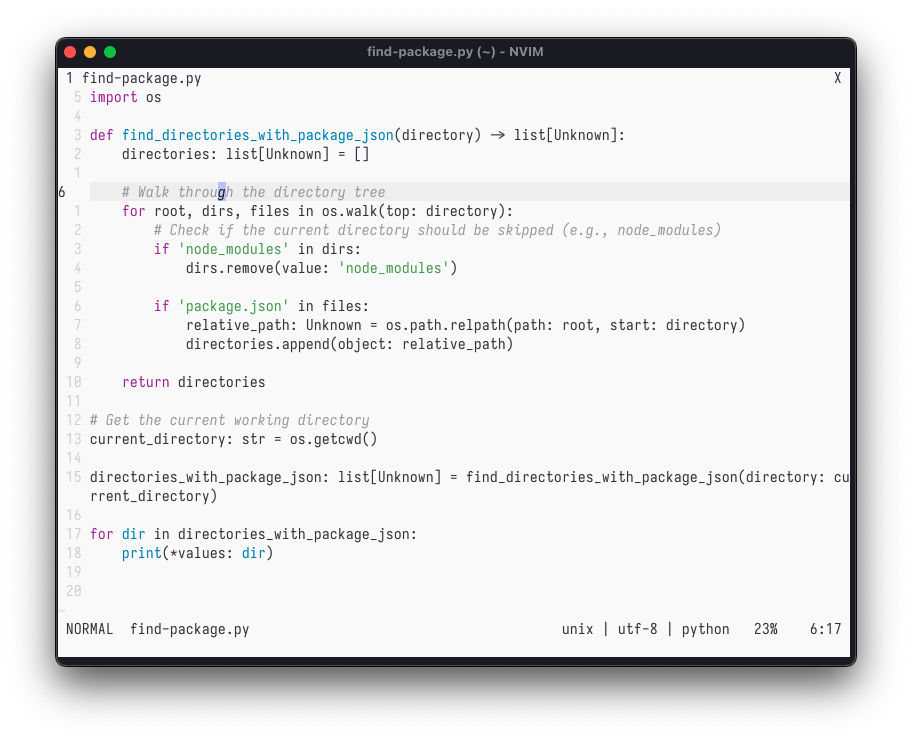 find-package.py (~) - NVIM
1 find-package.py X
5 import os
4
3 def find_directories_with_package_json(directory) -> list[Unknown]:
2     directories: list[Unknown] = []
1
6     # Walk through the directory tree
1     for root, dirs, files in os.walk(top: directory):
2         # Check if the current directory should be skipped (e.g., node_modules)
3         if 'node_modules' in dirs:
4             dirs.remove(value: 'node_modules')
5
6         if 'package.json' in files:
7             relative_path: Unknown = os.path.relpath(path: root, start: directory)
8             directories.append(object: relative_path)
9
10     return directories
11
12 # Get the current working directory
13 current_directory: str = os.getcwd()
14
15 directories_with_package_json: list[Unknown] = find_directories_with_package_json(directory: cu
rrent_directory)
16
17 for dir in directories_with_package_json:
18     print(*values: dir)
19
20
~
NORMAL find-package.py unix | utf-8 | python 23% 6:17